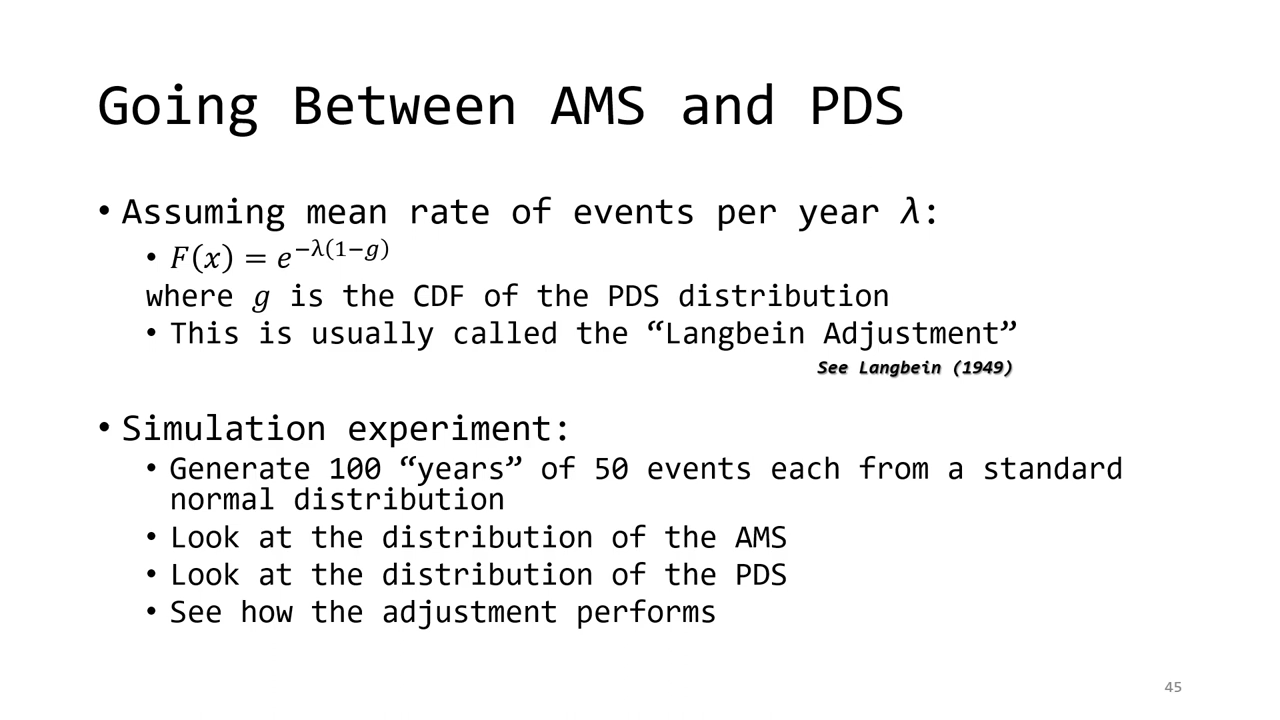 Going Between AMS and PDS
• Assuming mean rate of events per year λ:
• F(x) = e^{−λ(1−g)}
where g is the CDF of the PDS distribution
• This is usually called the “Langbein Adjustment”
See Langbein (1949)
• Simulation experiment:
• Generate 100 “years” of 50 events each from a standard
normal distribution
• Look at the distribution of the AMS
• Look at the distribution of the PDS
• See how the adjustment performs
45